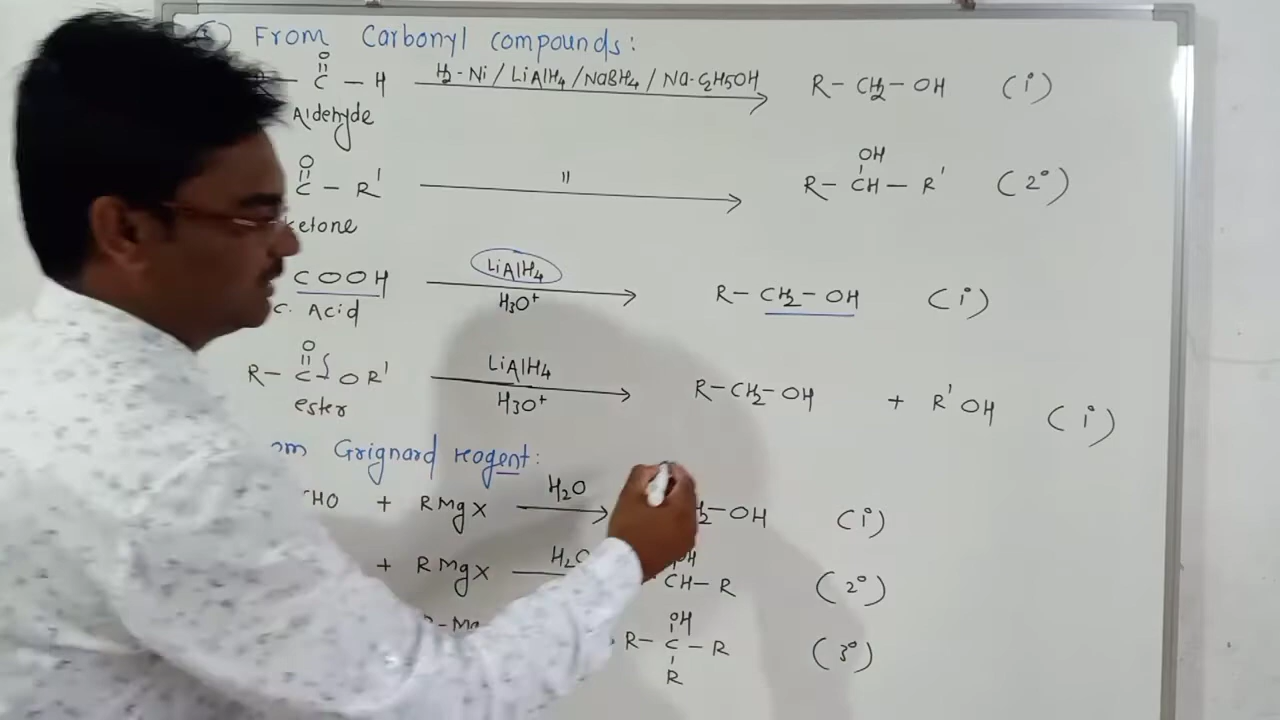 From Carbonyl compounds:
O
C — H H2-Ni / LiAlH4 / NaBH4 / Na-C2H5OH R — CH2 — OH (1°)
Aldehyde
O OH
C — R' " R — CH — R' (2°)
ketone
COOH LiAlH4 R — CH2 — OH (1°)
H3O+
C. Acid
O
R — C — OR' LiAlH4 R — CH2 — OH + R'OH (1°)
H3O+
ester
om Grignard reagent:
CHO + RMgX H2O OH (1°)
+ RMgX H2O CH — R (2°)
OH
R — C — R (3°)
R